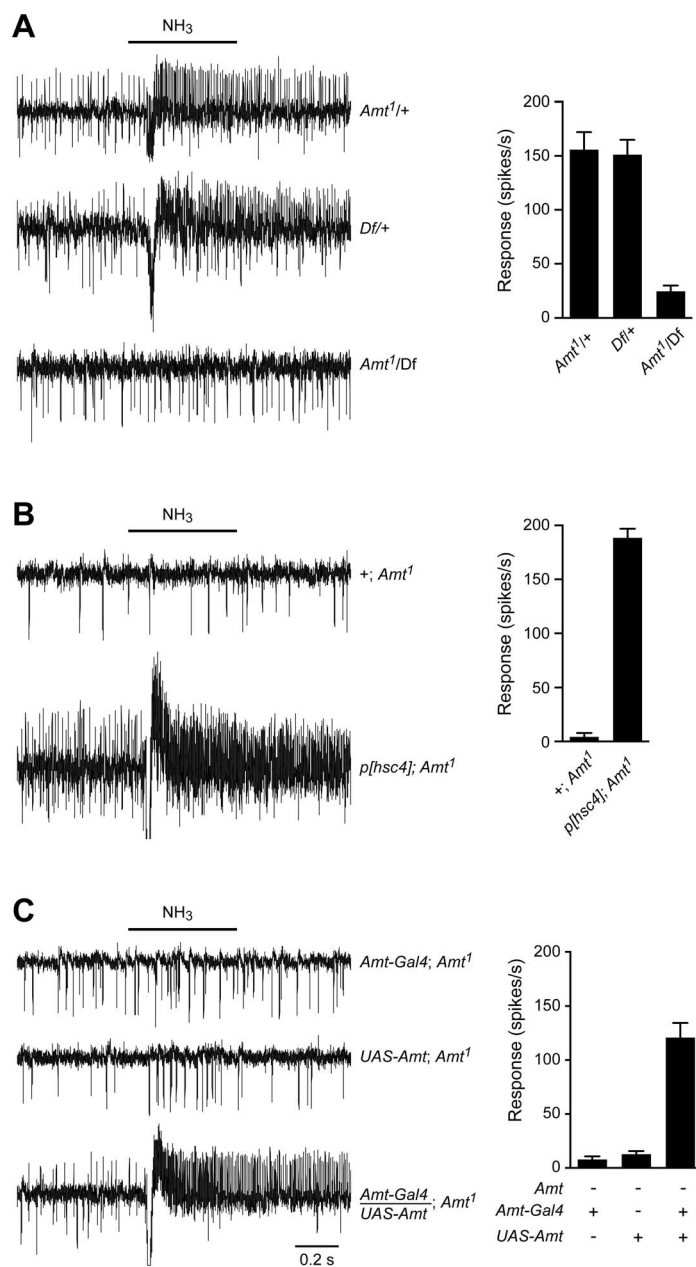 A
NH₃
Amt¹/+
Df/+
Amt¹/Df
Response (spikes/s)
200
150
100
50
0
Amt¹/+
Df/+
Amt¹/Df
B
NH₃
+; Amt¹
p[hsc4]; Amt¹
Response (spikes/s)
200
150
100
50
0
+; Amt¹
p[hsc4]; Amt¹
C
NH₃
Amt-Gal4; Amt¹
UAS-Amt; Amt¹
Amt-Gal4
UAS-Amt
; Amt¹
0.2 s
Response (spikes/s)
200
150
100
50
0
Amt - - -
Amt-Gal4 + - +
UAS-Amt - + +